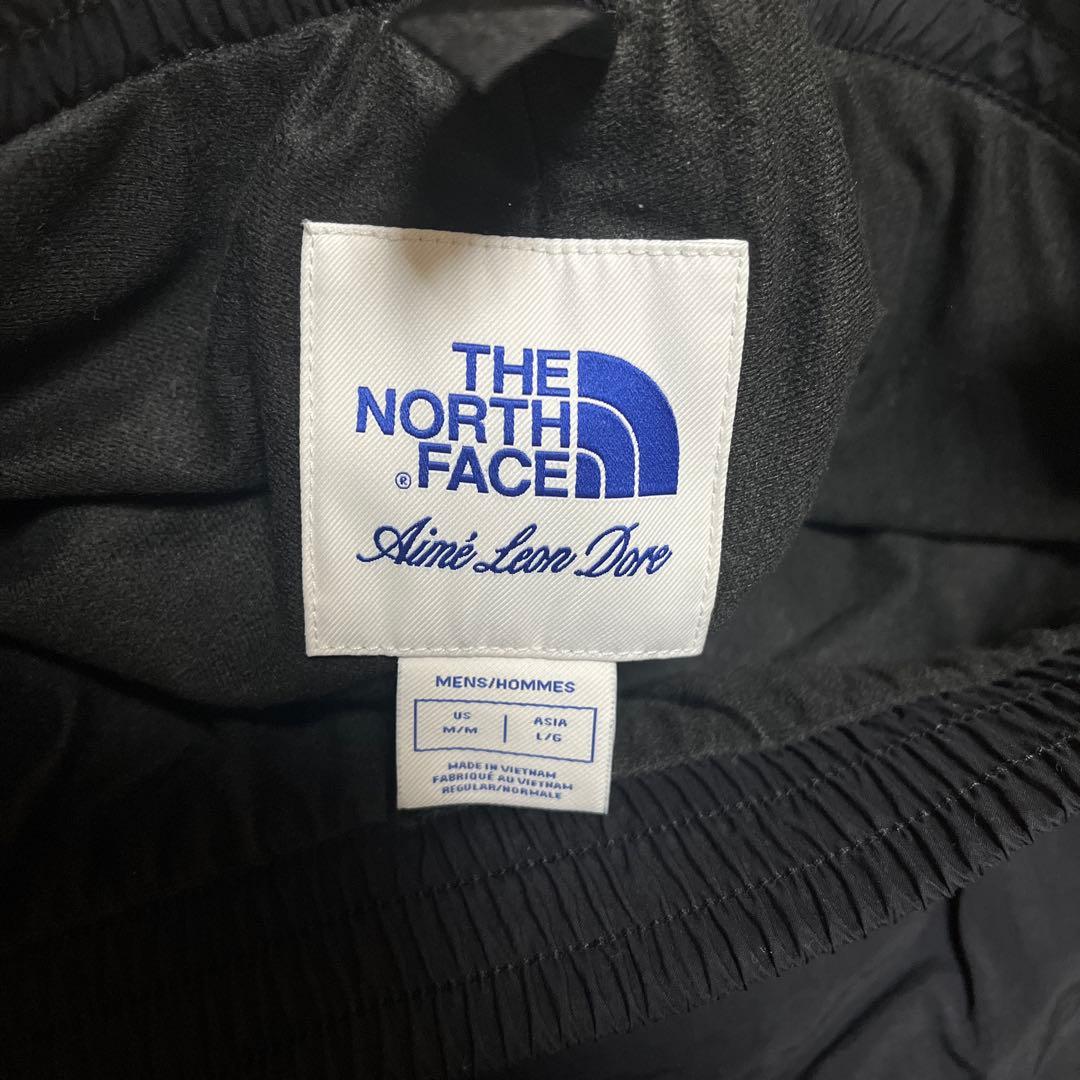 THE
NORTH
® FACE
Aimé Leon Dore
MENS/HOMMES
US | ASIA
M/M | L/G
MADE IN VIETNAM
FABRIQUÉ AU VIETNAM
REGULAR/NORMALE